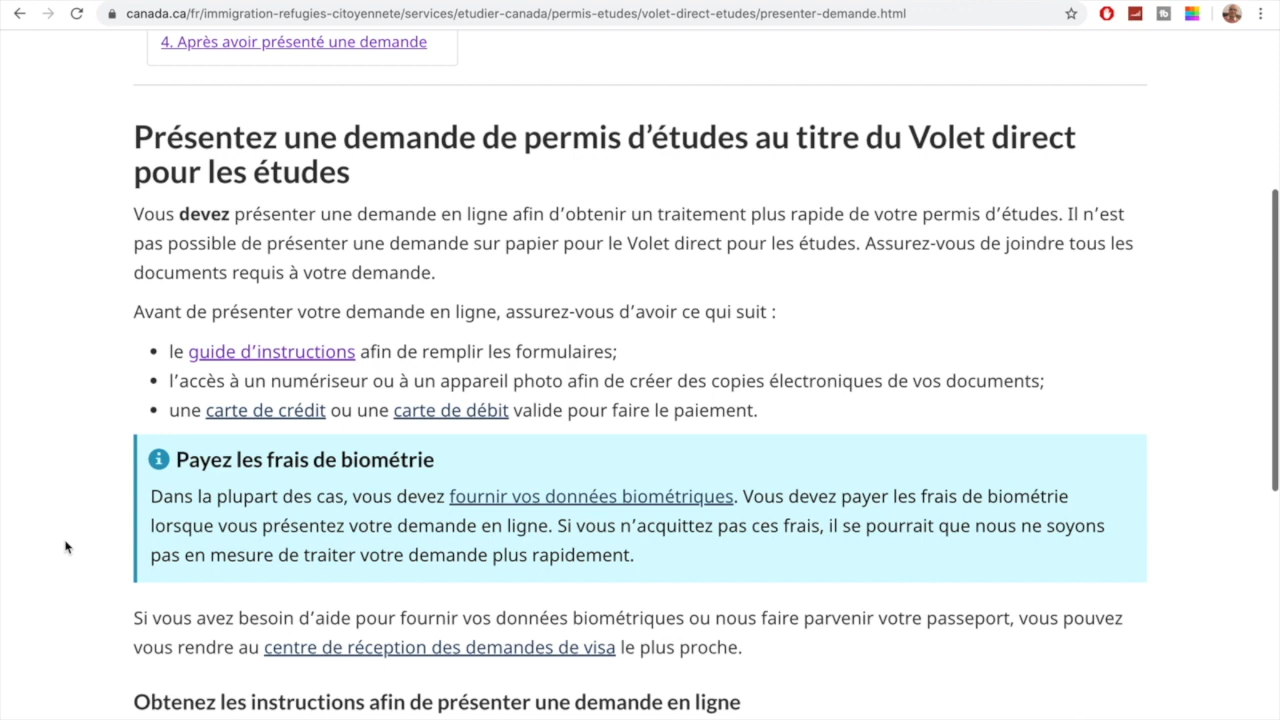 canada.ca/fr/immigration-refugies-citoyennete/services/etudier-canada/permis-etudes/volet-direct-etudes/presenter-demande.html
4. Après avoir présenté une demande
Présentez une demande de permis d’études au titre du Volet direct
pour les études
Vous devez présenter une demande en ligne afin d’obtenir un traitement plus rapide de votre permis d’études. Il n’est
pas possible de présenter une demande sur papier pour le Volet direct pour les études. Assurez-vous de joindre tous les
documents requis à votre demande.
Avant de présenter votre demande en ligne, assurez-vous d’avoir ce qui suit :
• le guide d’instructions afin de remplir les formulaires;
• l’accès à un numériseur ou à un appareil photo afin de créer des copies électroniques de vos documents;
• une carte de crédit ou une carte de débit valide pour faire le paiement.
Payez les frais de biométrie
Dans la plupart des cas, vous devez fournir vos données biométriques. Vous devez payer les frais de biométrie
lorsque vous présentez votre demande en ligne. Si vous n’acquittez pas ces frais, il se pourrait que nous ne soyons
pas en mesure de traiter votre demande plus rapidement.
Si vous avez besoin d’aide pour fournir vos données biométriques ou nous faire parvenir votre passeport, vous pouvez
vous rendre au centre de réception des demandes de visa le plus proche.
Obtenez les instructions afin de présenter une demande en ligne